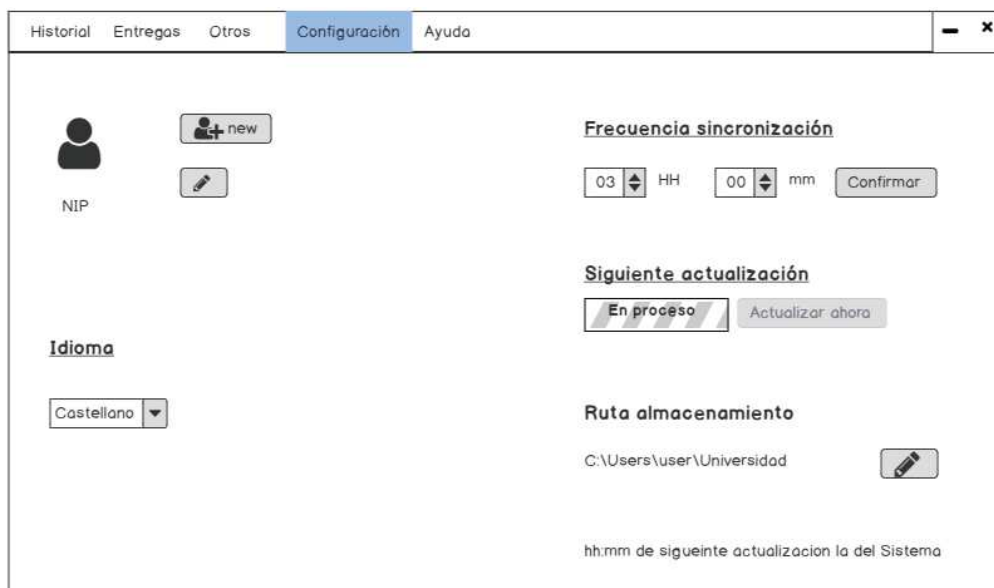 Historial Entregas Otros Configuración Ayuda
new
NIP
Idioma
Castellano
Frecuencia sincronización
03 HH 00 mm Confirmar
Siguiente actualización
En proceso Actualizar ahora
Ruta almacenamiento
C:\Users\user\Universidad
hh:mm de sigueinte actualizacion la del Sistema